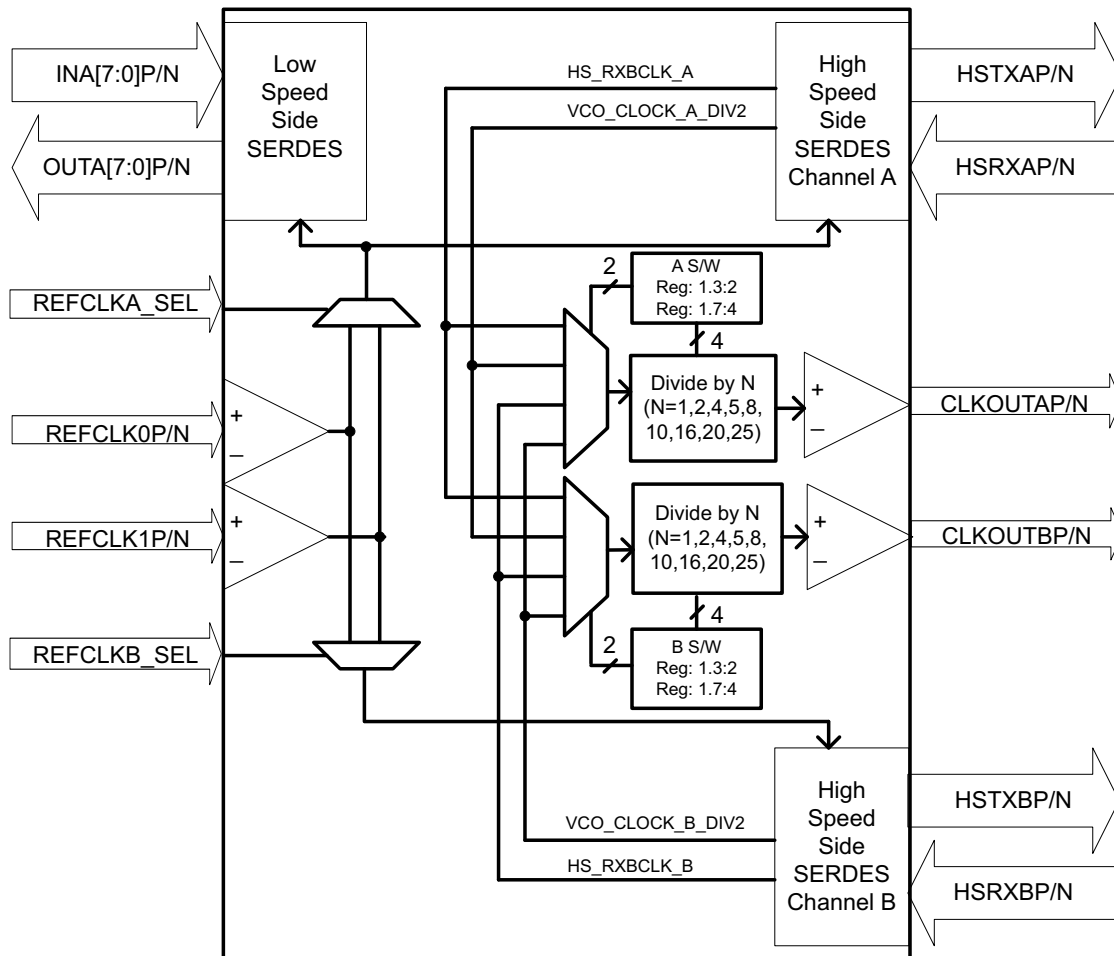 INA[7:0]P/N
OUTA[7:0]P/N
Low
Speed
Side
SERDES
HS_RXBCLK_A
VCO_CLOCK_A_DIV2
High
Speed
Side
SERDES
Channel A
HSTXAP/N
HSRXAP/N
REFCLKA_SEL
2
A S/W
Reg: 1.3:2
Reg: 1.7:4
4
Divide by N
(N=1,2,4,5,8,
10,16,20,25)
+
−
CLKOUTAP/N
+
−
REFCLK0P/N
+
−
REFCLK1P/N
Divide by N
(N=1,2,4,5,8,
10,16,20,25)
+
−
CLKOUTBP/N
4
2
B S/W
Reg: 1.3:2
Reg: 1.7:4
REFCLKB_SEL
VCO_CLOCK_B_DIV2
HS_RXBCLK_B
High
Speed
Side
SERDES
Channel B
HSTXBP/N
HSRXBP/N